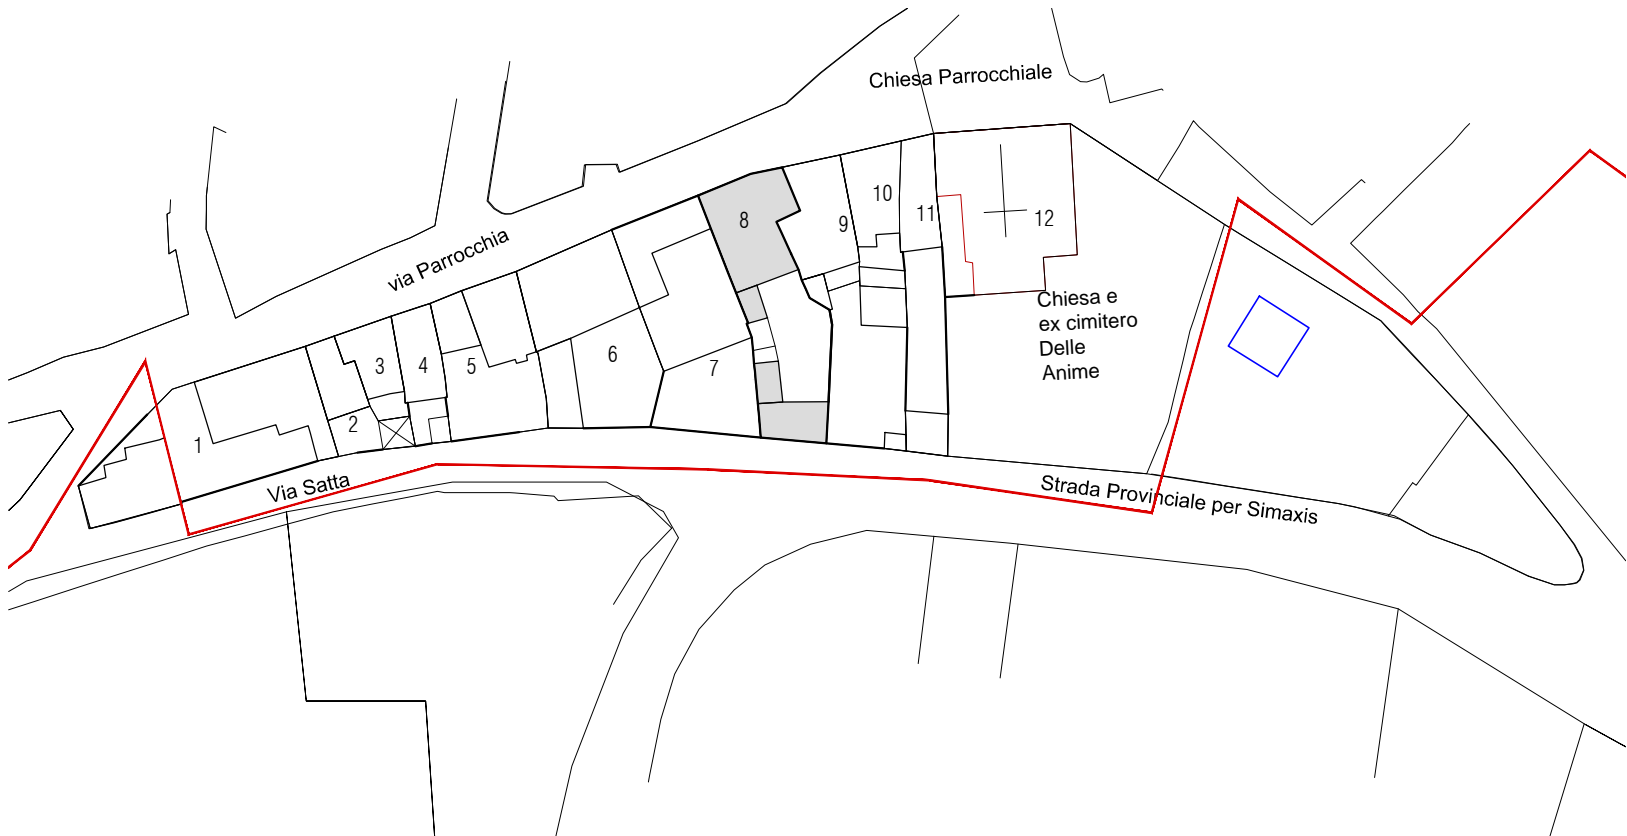 Chiesa Parrocchiale
via Parrocchia
1
2
3
4
5
6
7
8
9
10
11
12
Chiesa e
ex cimitero
Delle
Anime
Via Satta
Strada Provinciale per Simaxis